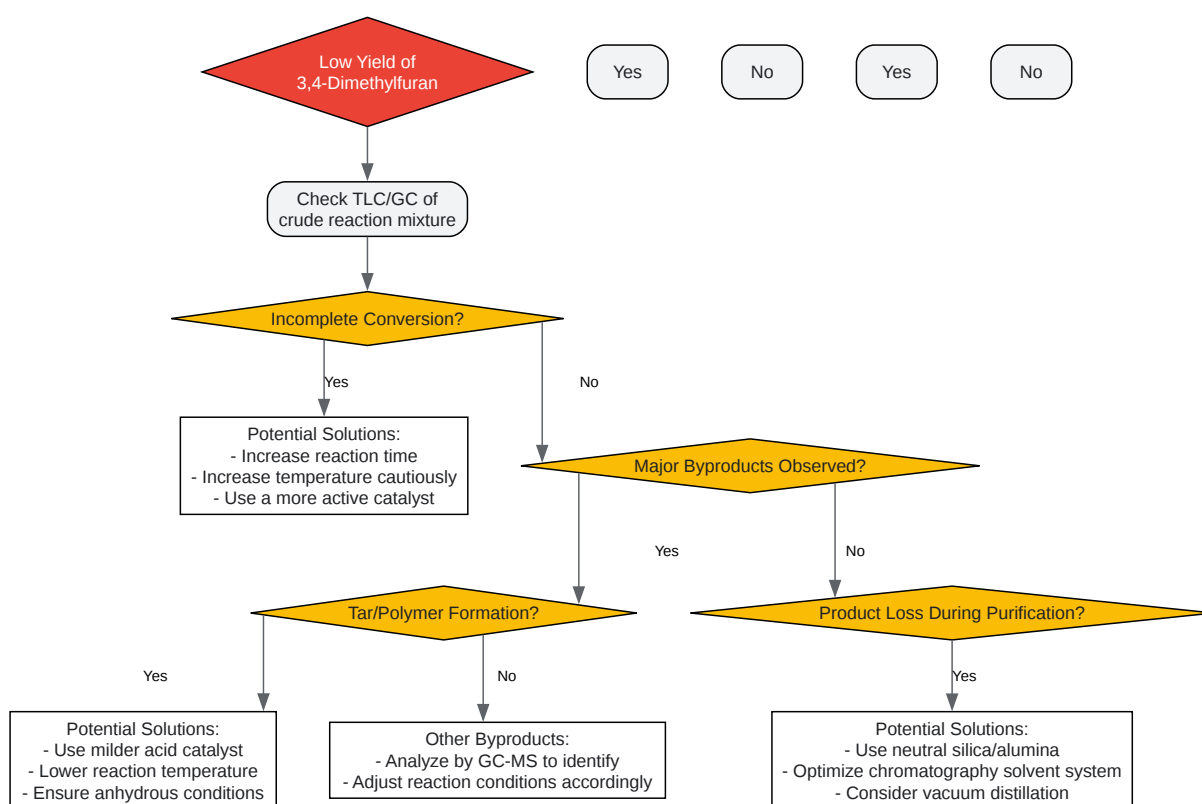 Low Yield of
3,4-Dimethylfuran
Yes
No
Yes
No
Check TLC/GC of
crude reaction mixture
Incomplete Conversion?
Yes
No
Potential Solutions:
- Increase reaction time
- Increase temperature cautiously
- Use a more active catalyst
Major Byproducts Observed?
Yes
No
Tar/Polymer Formation?
Product Loss During Purification?
Yes
No
Yes
Potential Solutions:
- Use milder acid catalyst
- Lower reaction temperature
- Ensure anhydrous conditions
Other Byproducts:
- Analyze by GC-MS to identify
- Adjust reaction conditions accordingly
Potential Solutions:
- Use neutral silica/alumina
- Optimize chromatography solvent system
- Consider vacuum distillation